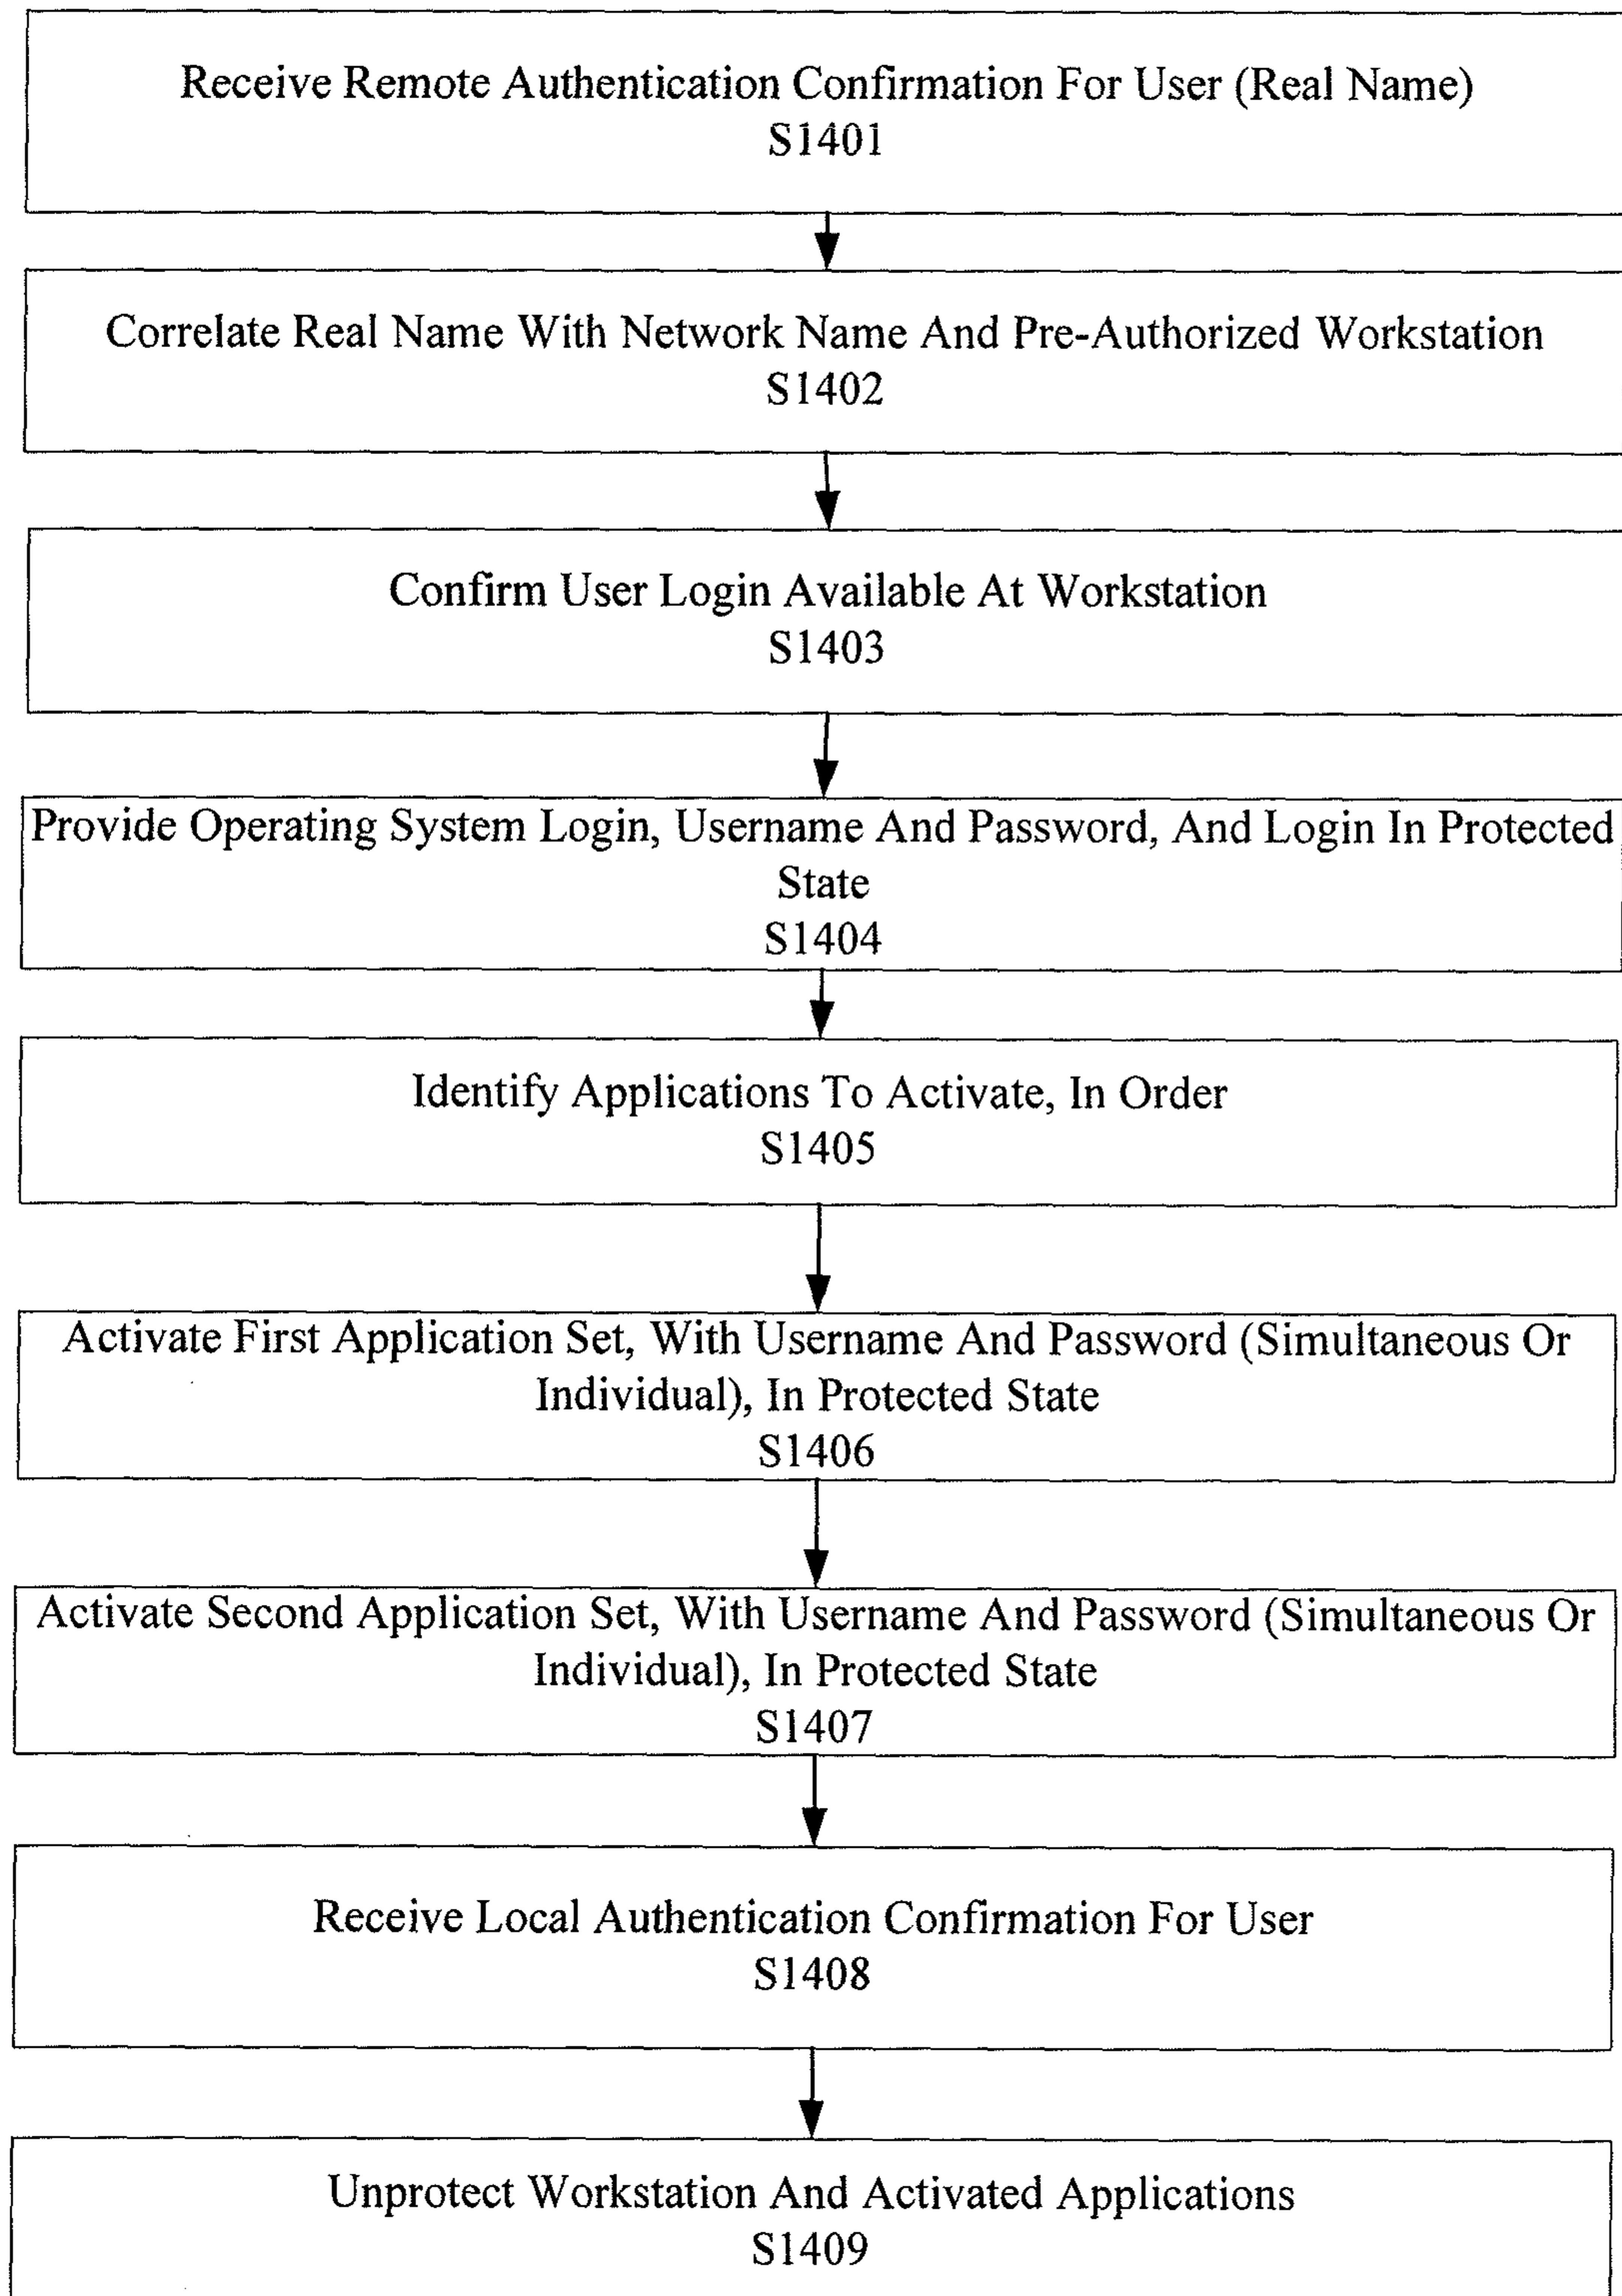 Receive Remote Authentication Confirmation For User (Real Name)
S1401
Correlate Real Name With Network Name And Pre-Authorized Workstation
S1402
Confirm User Login Available At Workstation
S1403
Provide Operating System Login, Username And Password, And Login In Protected
State
S1404
Identify Applications To Activate, In Order
S1405
Activate First Application Set, With Username And Password (Simultaneous Or
Individual), In Protected State
S1406
Activate Second Application Set, With Username And Password (Simultaneous Or
Individual), In Protected State
S1407
Receive Local Authentication Confirmation For User
S1408
Unprotect Workstation And Activated Applications
S1409